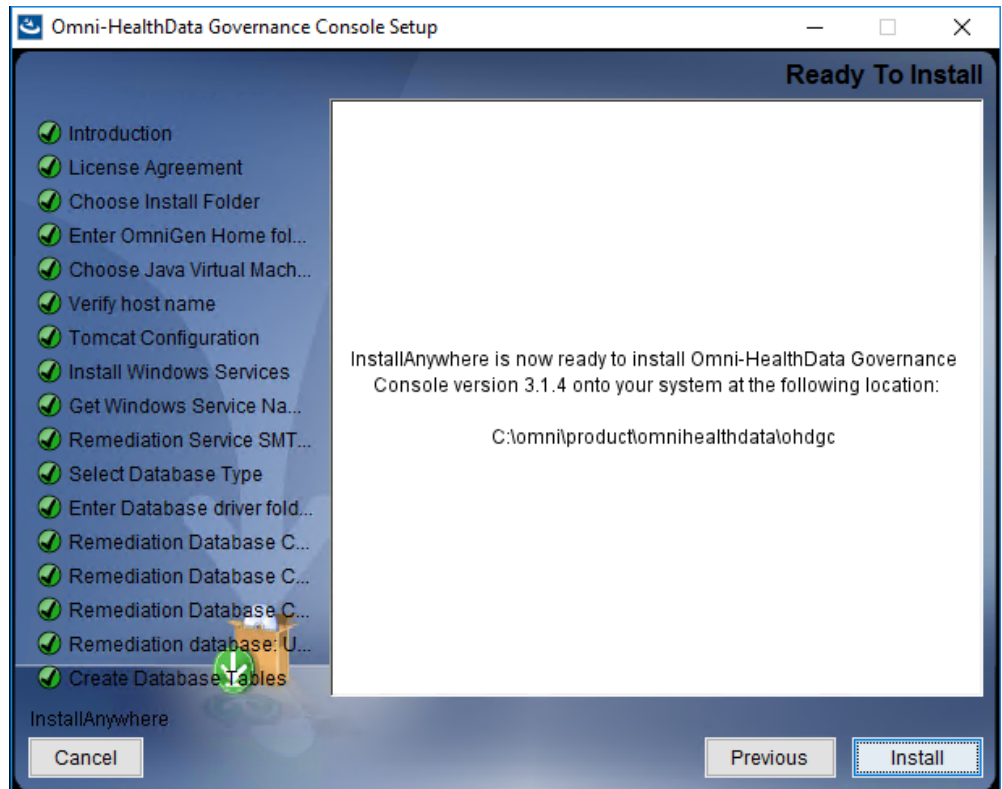 Omni-HealthData Governance Console Setup
Ready To Install
Introduction
License Agreement
Choose Install Folder
Enter OmniGen Home fol...
Choose Java Virtual Mach...
Verify host name
Tomcat Configuration
Install Windows Services
Get Windows Service Na...
Remediation Service SMT...
Select Database Type
Enter Database driver fold...
Remediation Database C...
Remediation Database C...
Remediation Database C...
Remediation database: U...
Create Database Tables
InstallAnywhere is now ready to install Omni-HealthData Governance
Console version 3.1.4 onto your system at the following location:
C:\omni\product\omnihealthdata\ohdgc
InstallAnywhere
Cancel
Previous
Install